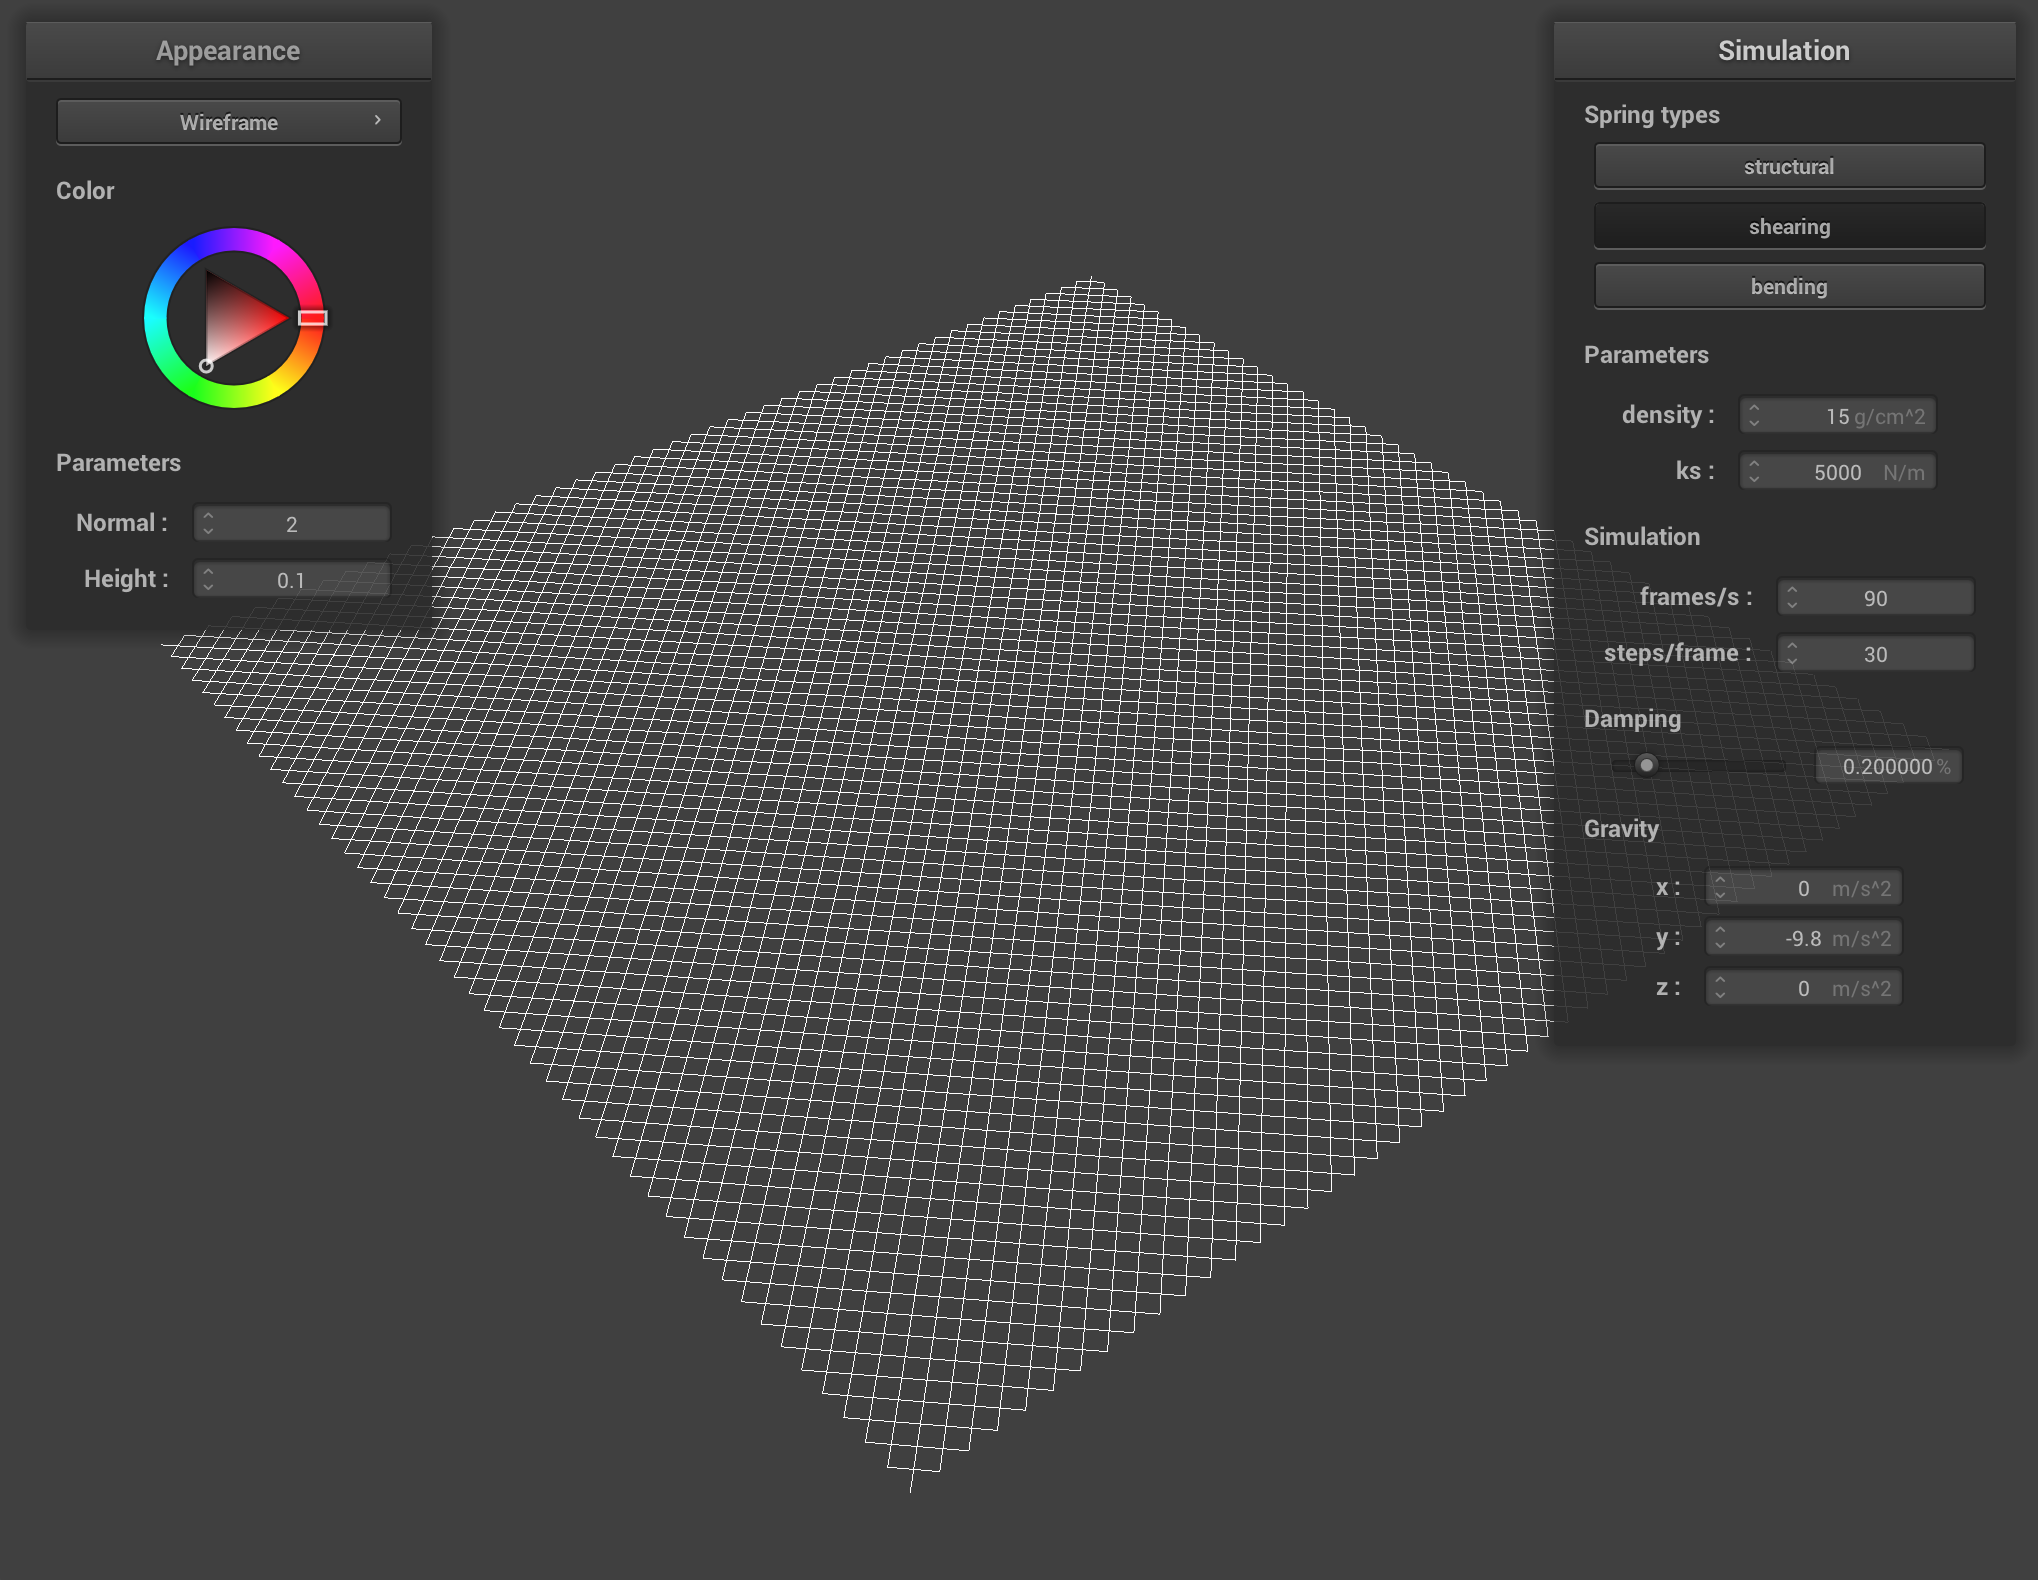 Appearance
Wireframe
Color
Parameters
Normal : 2
Height : 0.1
Simulation
Spring types
structural
shearing
bending
Parameters
density : 15 g/cm^2
ks : 5000 N/m
Simulation
frames/s : 90
steps/frame : 30
Damping
0.200000 %
Gravity
x : 0 m/s^2
y : -9.8 m/s^2
z : 0 m/s^2